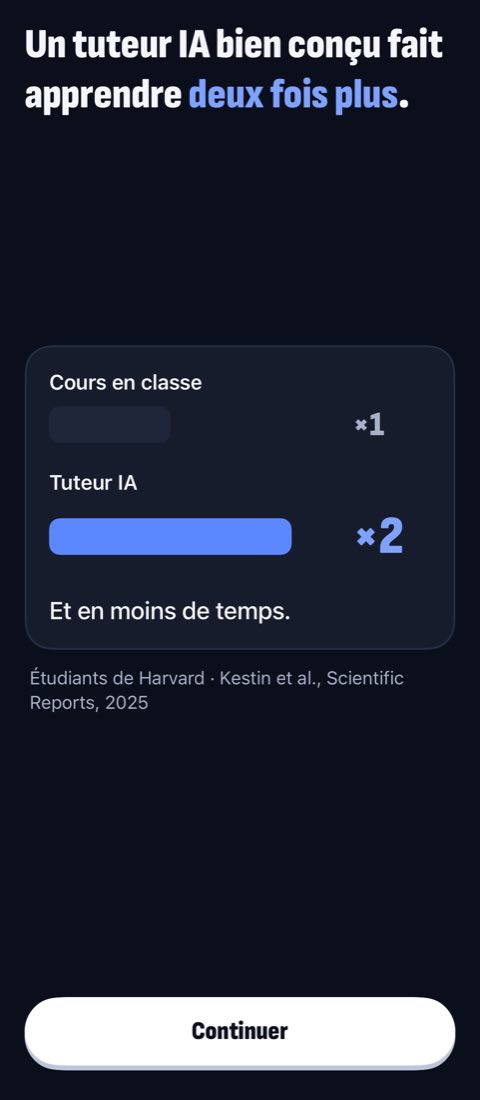 Un tuteur IA bien conçu fait
apprendre deux fois plus.
Cours en classe
×1
Tuteur IA
×2
Et en moins de temps.
Étudiants de Harvard · Kestin et al., Scientific
Reports, 2025
Continuer